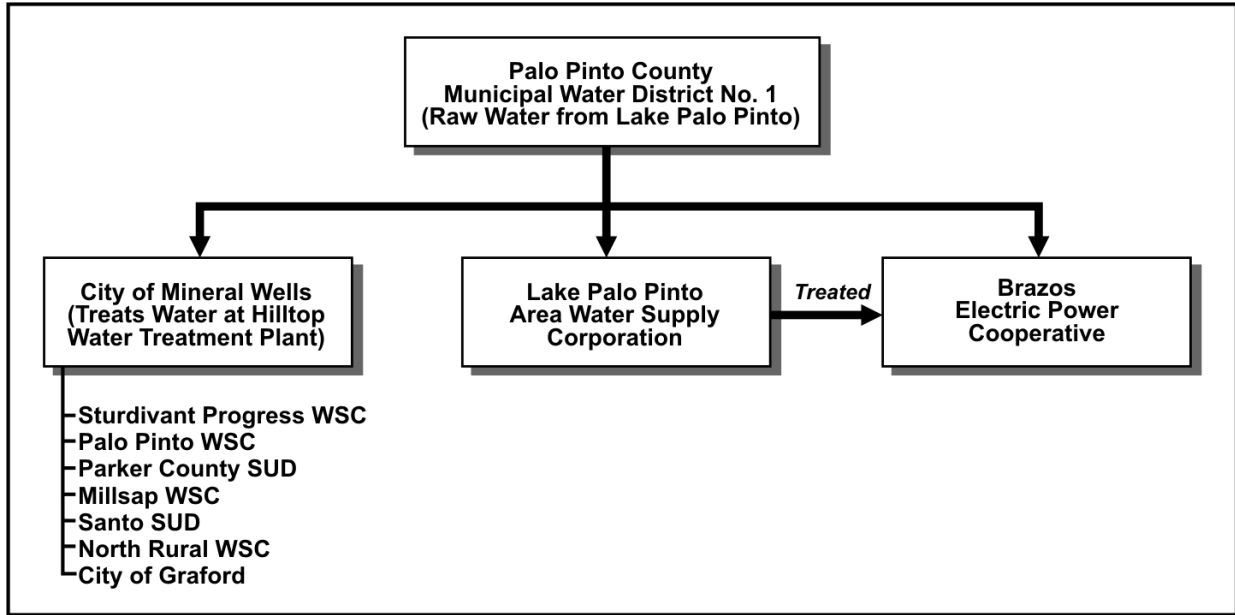 Palo Pinto County
Municipal Water District No. 1
(Raw Water from Lake Palo Pinto)
City of Mineral Wells
(Treats Water at Hilltop
Water Treatment Plant)
Lake Palo Pinto
Area Water Supply
Corporation
Treated
Brazos
Electric Power
Cooperative
Sturdivant Progress WSC
Palo Pinto WSC
Parker County SUD
Millsap WSC
Santo SUD
North Rural WSC
City of Graford